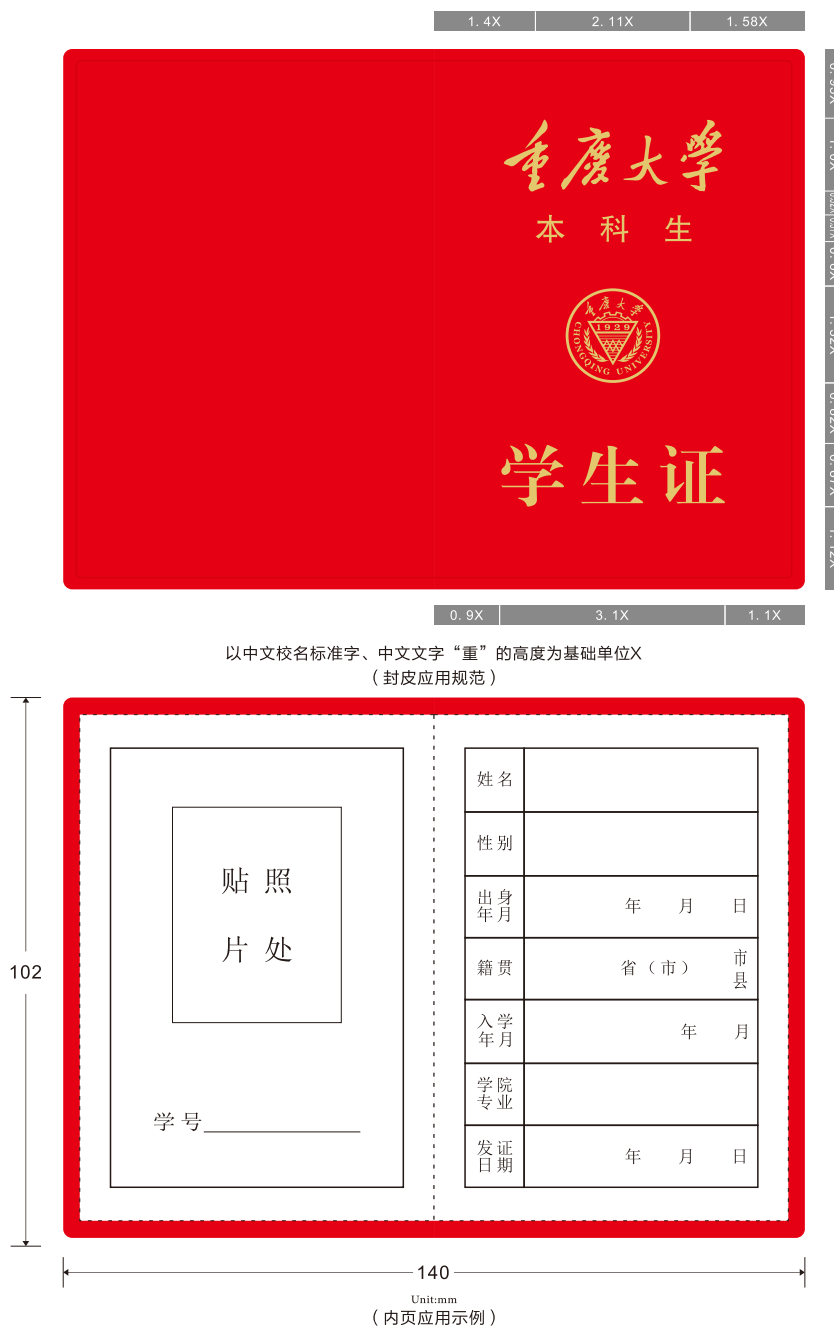 1. 4X 2. 11X 1. 58X
重庆大学
本科生
重庆大学
1929
CHONGQING UNIVERSITY
学生证
0. 9X 3. 1X 1. 1X
以中文校名标准字、中文文字“重”的高度为基础单位X
（封皮应用规范）
贴照
片处
学号
姓名
性别
出身
年月
年 月 日
籍贯
省（市） 市
县
入学
年月
年 月
学院
专业
发证
日期
年 月 日
102
140
Unit:mm
（内页应用示例）